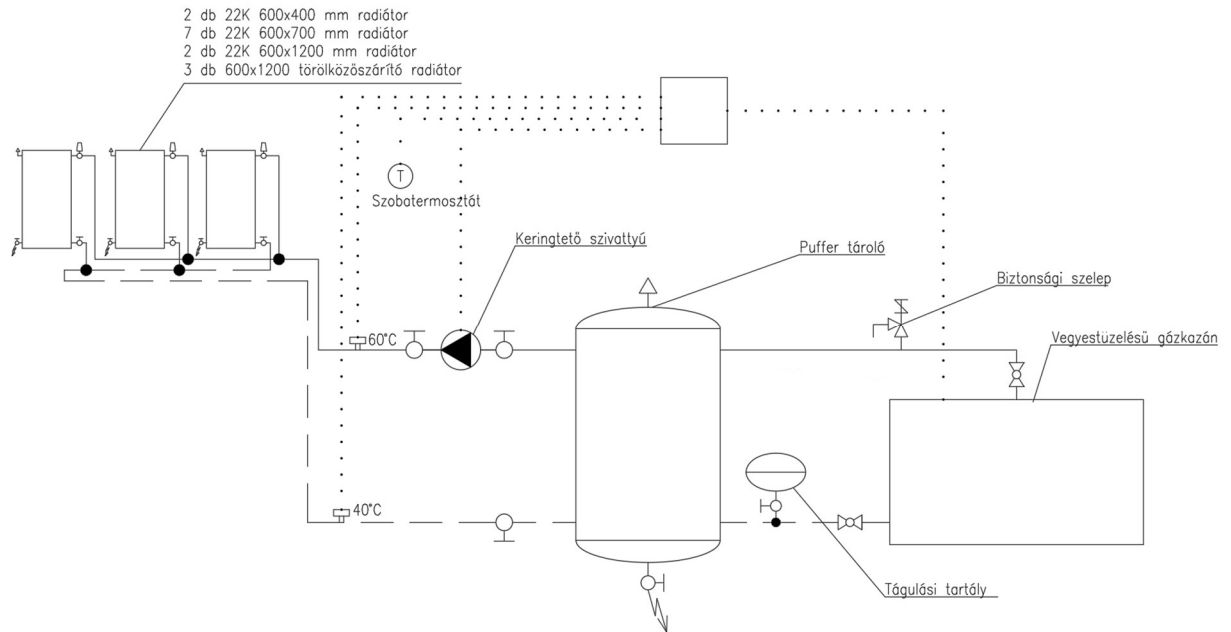 2 db 22K 600x400 mm radiátor
7 db 22K 600x700 mm radiátor
2 db 22K 600x1200 mm radiátor
3 db 600x1200 törölközőszárító radiátor
T
Szobatermosztát
Keringtető szivattyú
Puffer tároló
Biztonsági szelep
Vegyestüzelésű gázkazán
60°C
40°C
Tágulási tartály